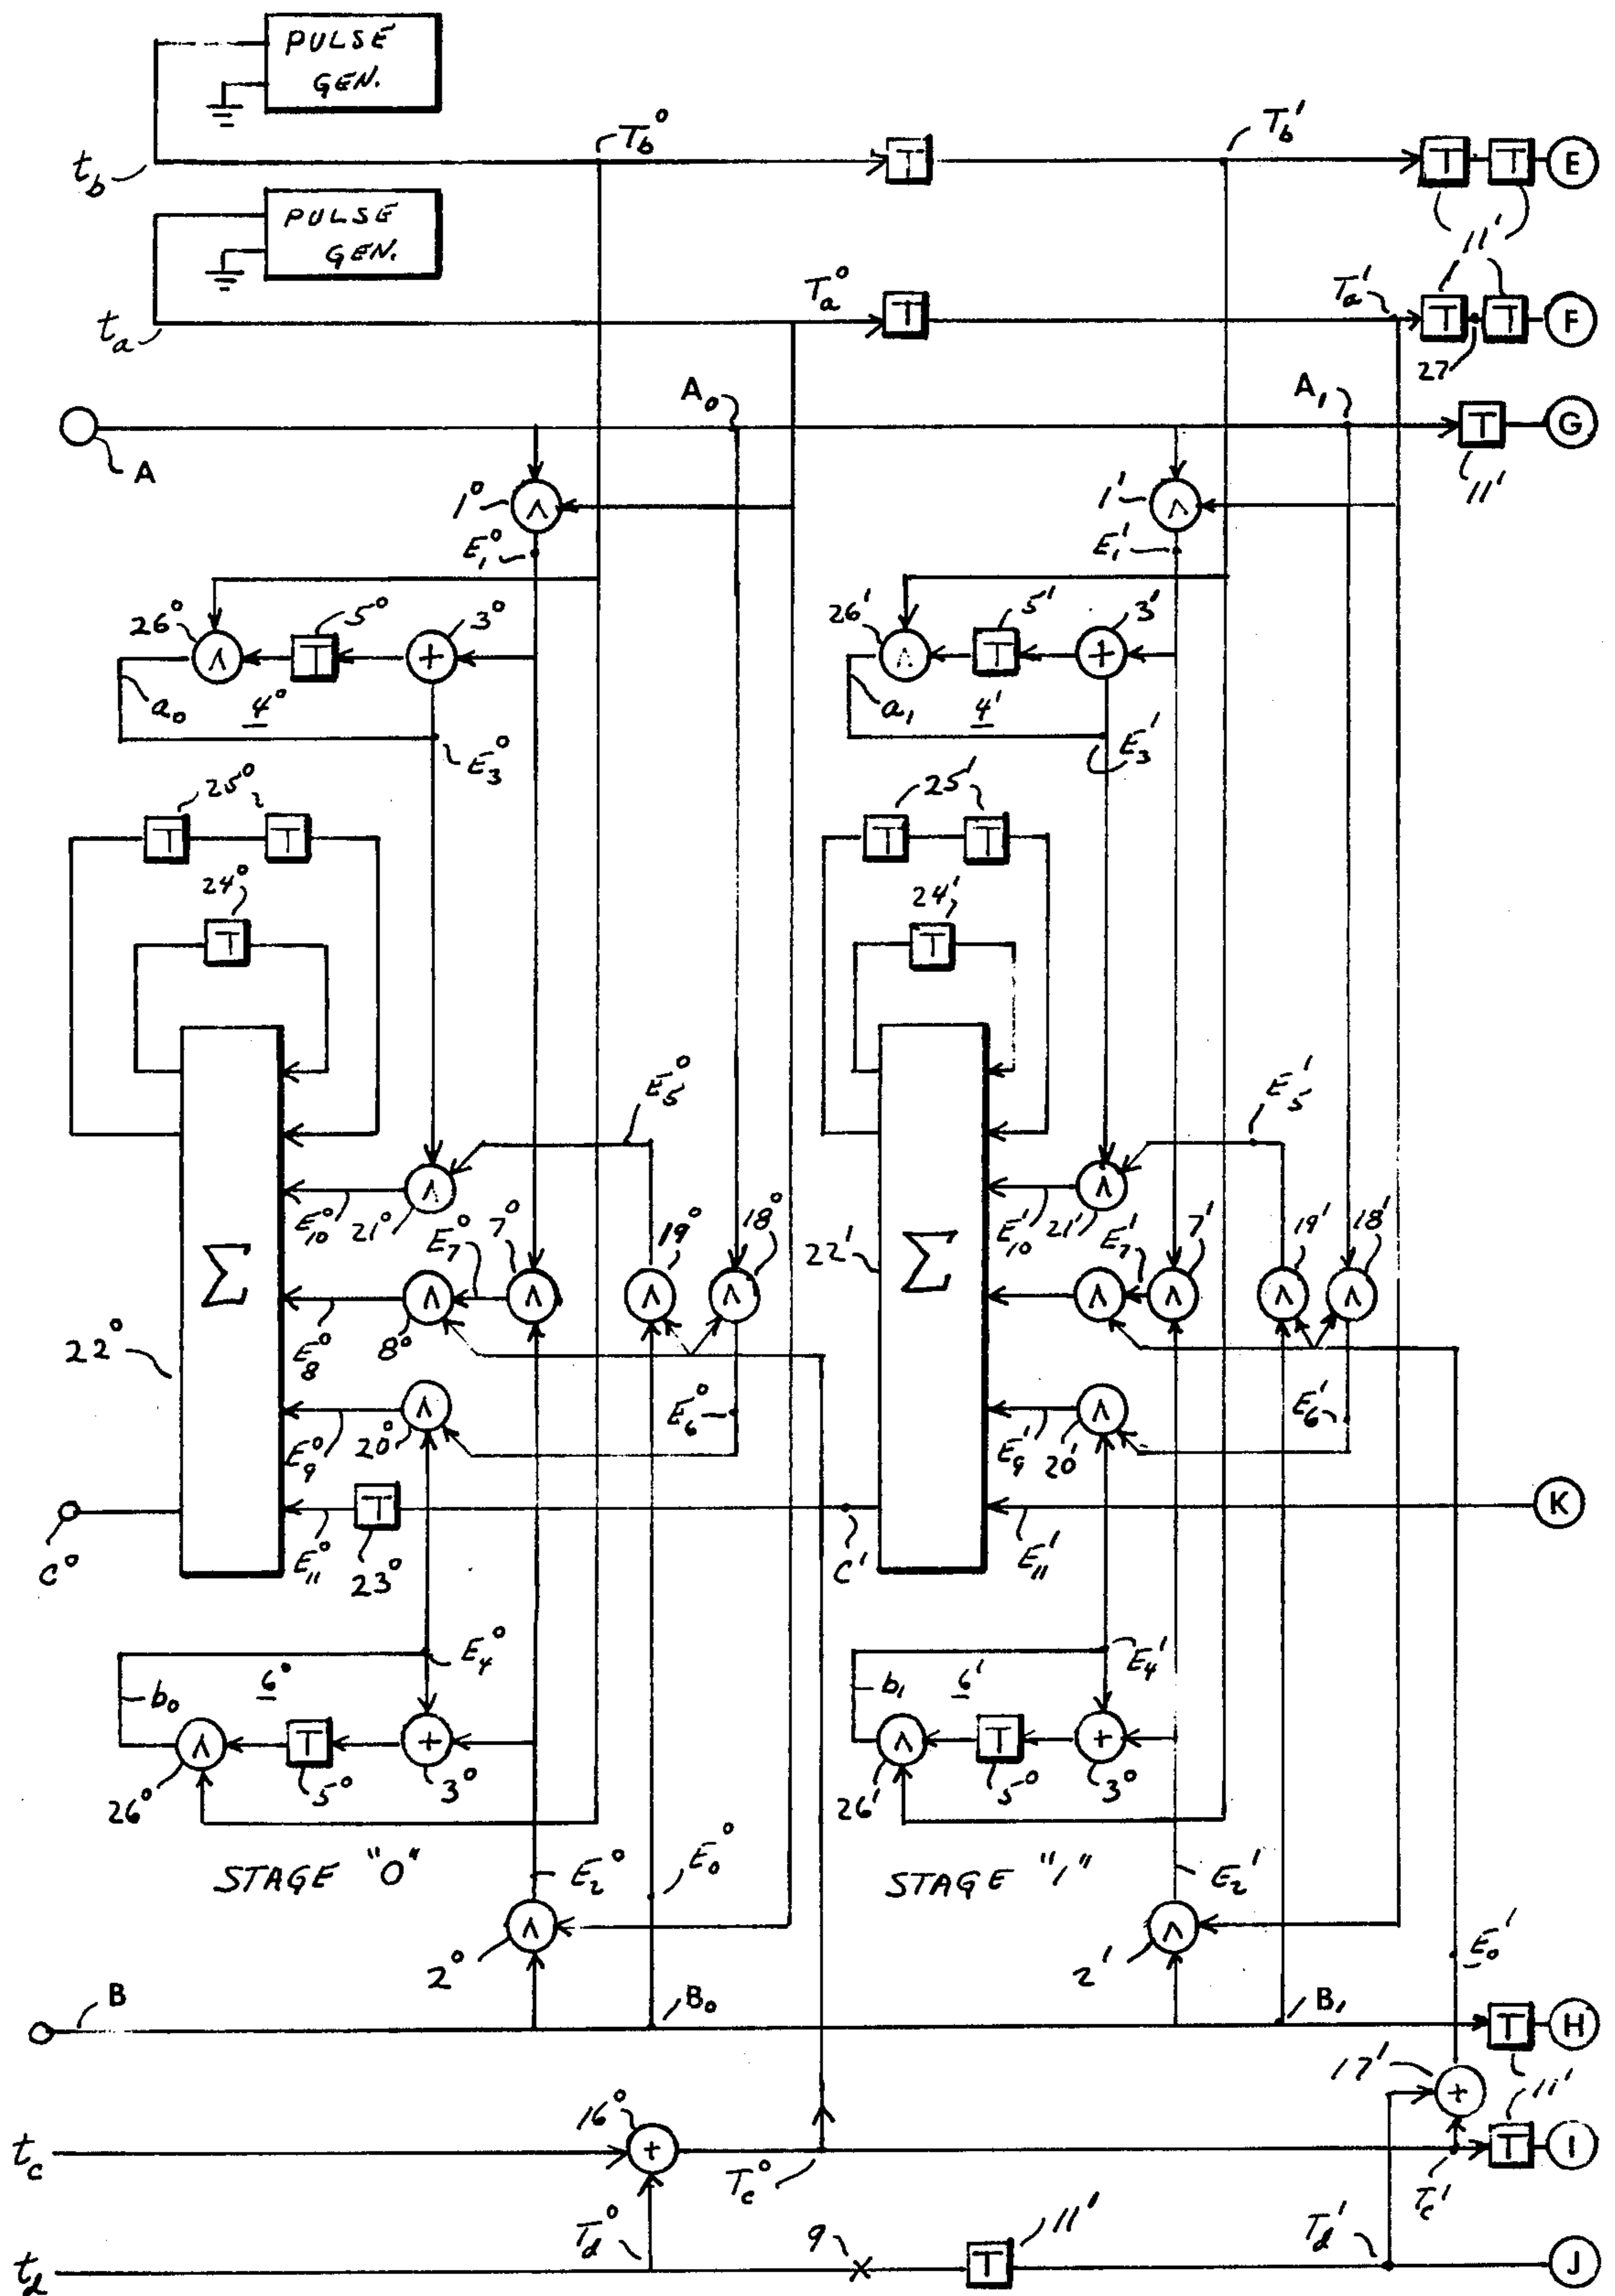 PULSE
GEN.
T_b^0
T_b'
T
T
T
E
t_b
PULSE
GEN.
11'
T_a^0
T_a'
T
T
T
F
t_a
27
A_0
A_1
T
G
A
11'
1^0
∧
1'
∧
E_1^0
E_1'
26^0
5^0
3^0
26'
5'
3'
∧
T
+
∧
T
+
a_0
4^0
a_1
4'
E_3^0
E_3'
25^0
25'
T
T
T
T
24^0
24'
T
T
E_5^0
E_5'
∧
∧
E_10^0
21^0
E_7^0
7^0
19^0
18^0
E_10'
21'
E_7'
7'
19'
18'
Σ
22'
Σ
∧
∧
∧
∧
∧
∧
∧
∧
22^0
E_8^0
8^0
∧
E_6^0
∧
E_6'
E_9^0
20^0
E_9'
20'
T
K
C^0
E_11^0
23^0
C'
E_11'
E_4^0
E_4'
b_0
6^0
b_1
6'
∧
T
+
∧
T
+
26^0
5^0
3^0
26'
5^0
3^0
STAGE "0"
E_2^0
E_0^0
STAGE "1"
E_2'
∧
∧
2^0
2'
E_0'
B
B_0
B_1
T
H
17'
+
11'
16^0
t_c
+
T
I
T_c^0
T_c'
T_d^0
9
11'
T_d'
t_d
T
J